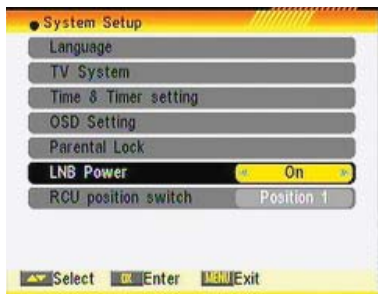 System Setup
Language
TV System
Time & Timer setting
OSD Setting
Parental Lock
LNB Power On
RCU position switch Position 1
Select OK Enter MENU Exit